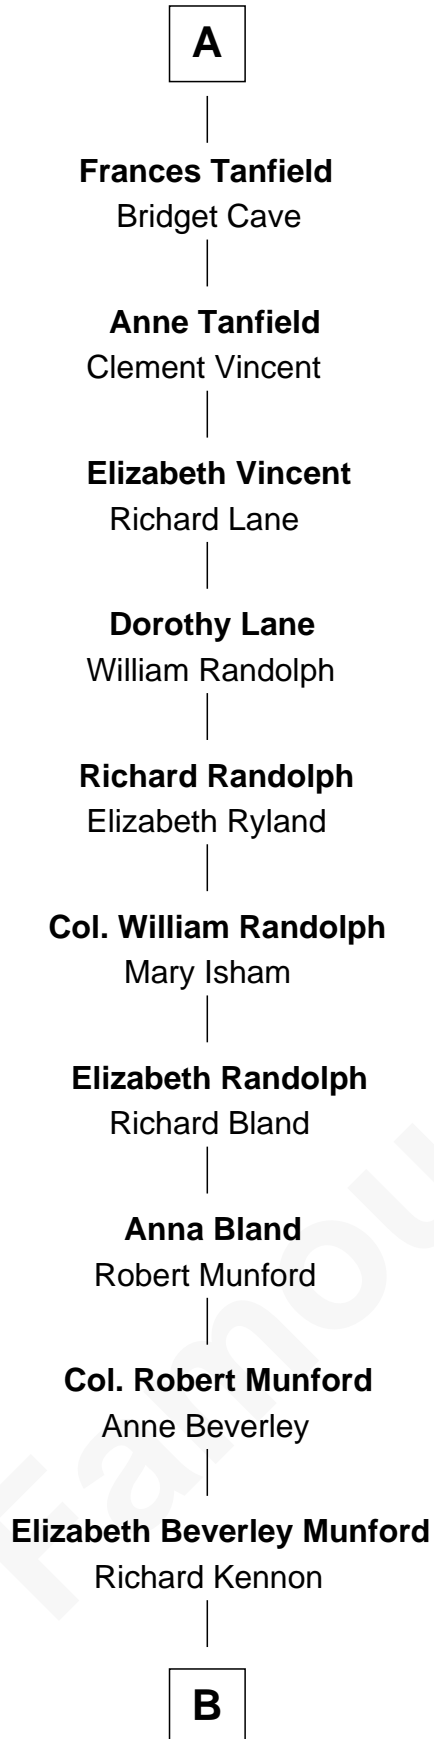 A
Frances Tanfield
Bridget Cave
Anne Tanfield
Clement Vincent
Elizabeth Vincent
Richard Lane
Dorothy Lane
William Randolph
Richard Randolph
Elizabeth Ryland
Col. William Randolph
Mary Isham
Elizabeth Randolph
Richard Bland
Anna Bland
Robert Munford
Col. Robert Munford
Anne Beverley
Elizabeth Beverley Munford
Richard Kennon
B
Famou